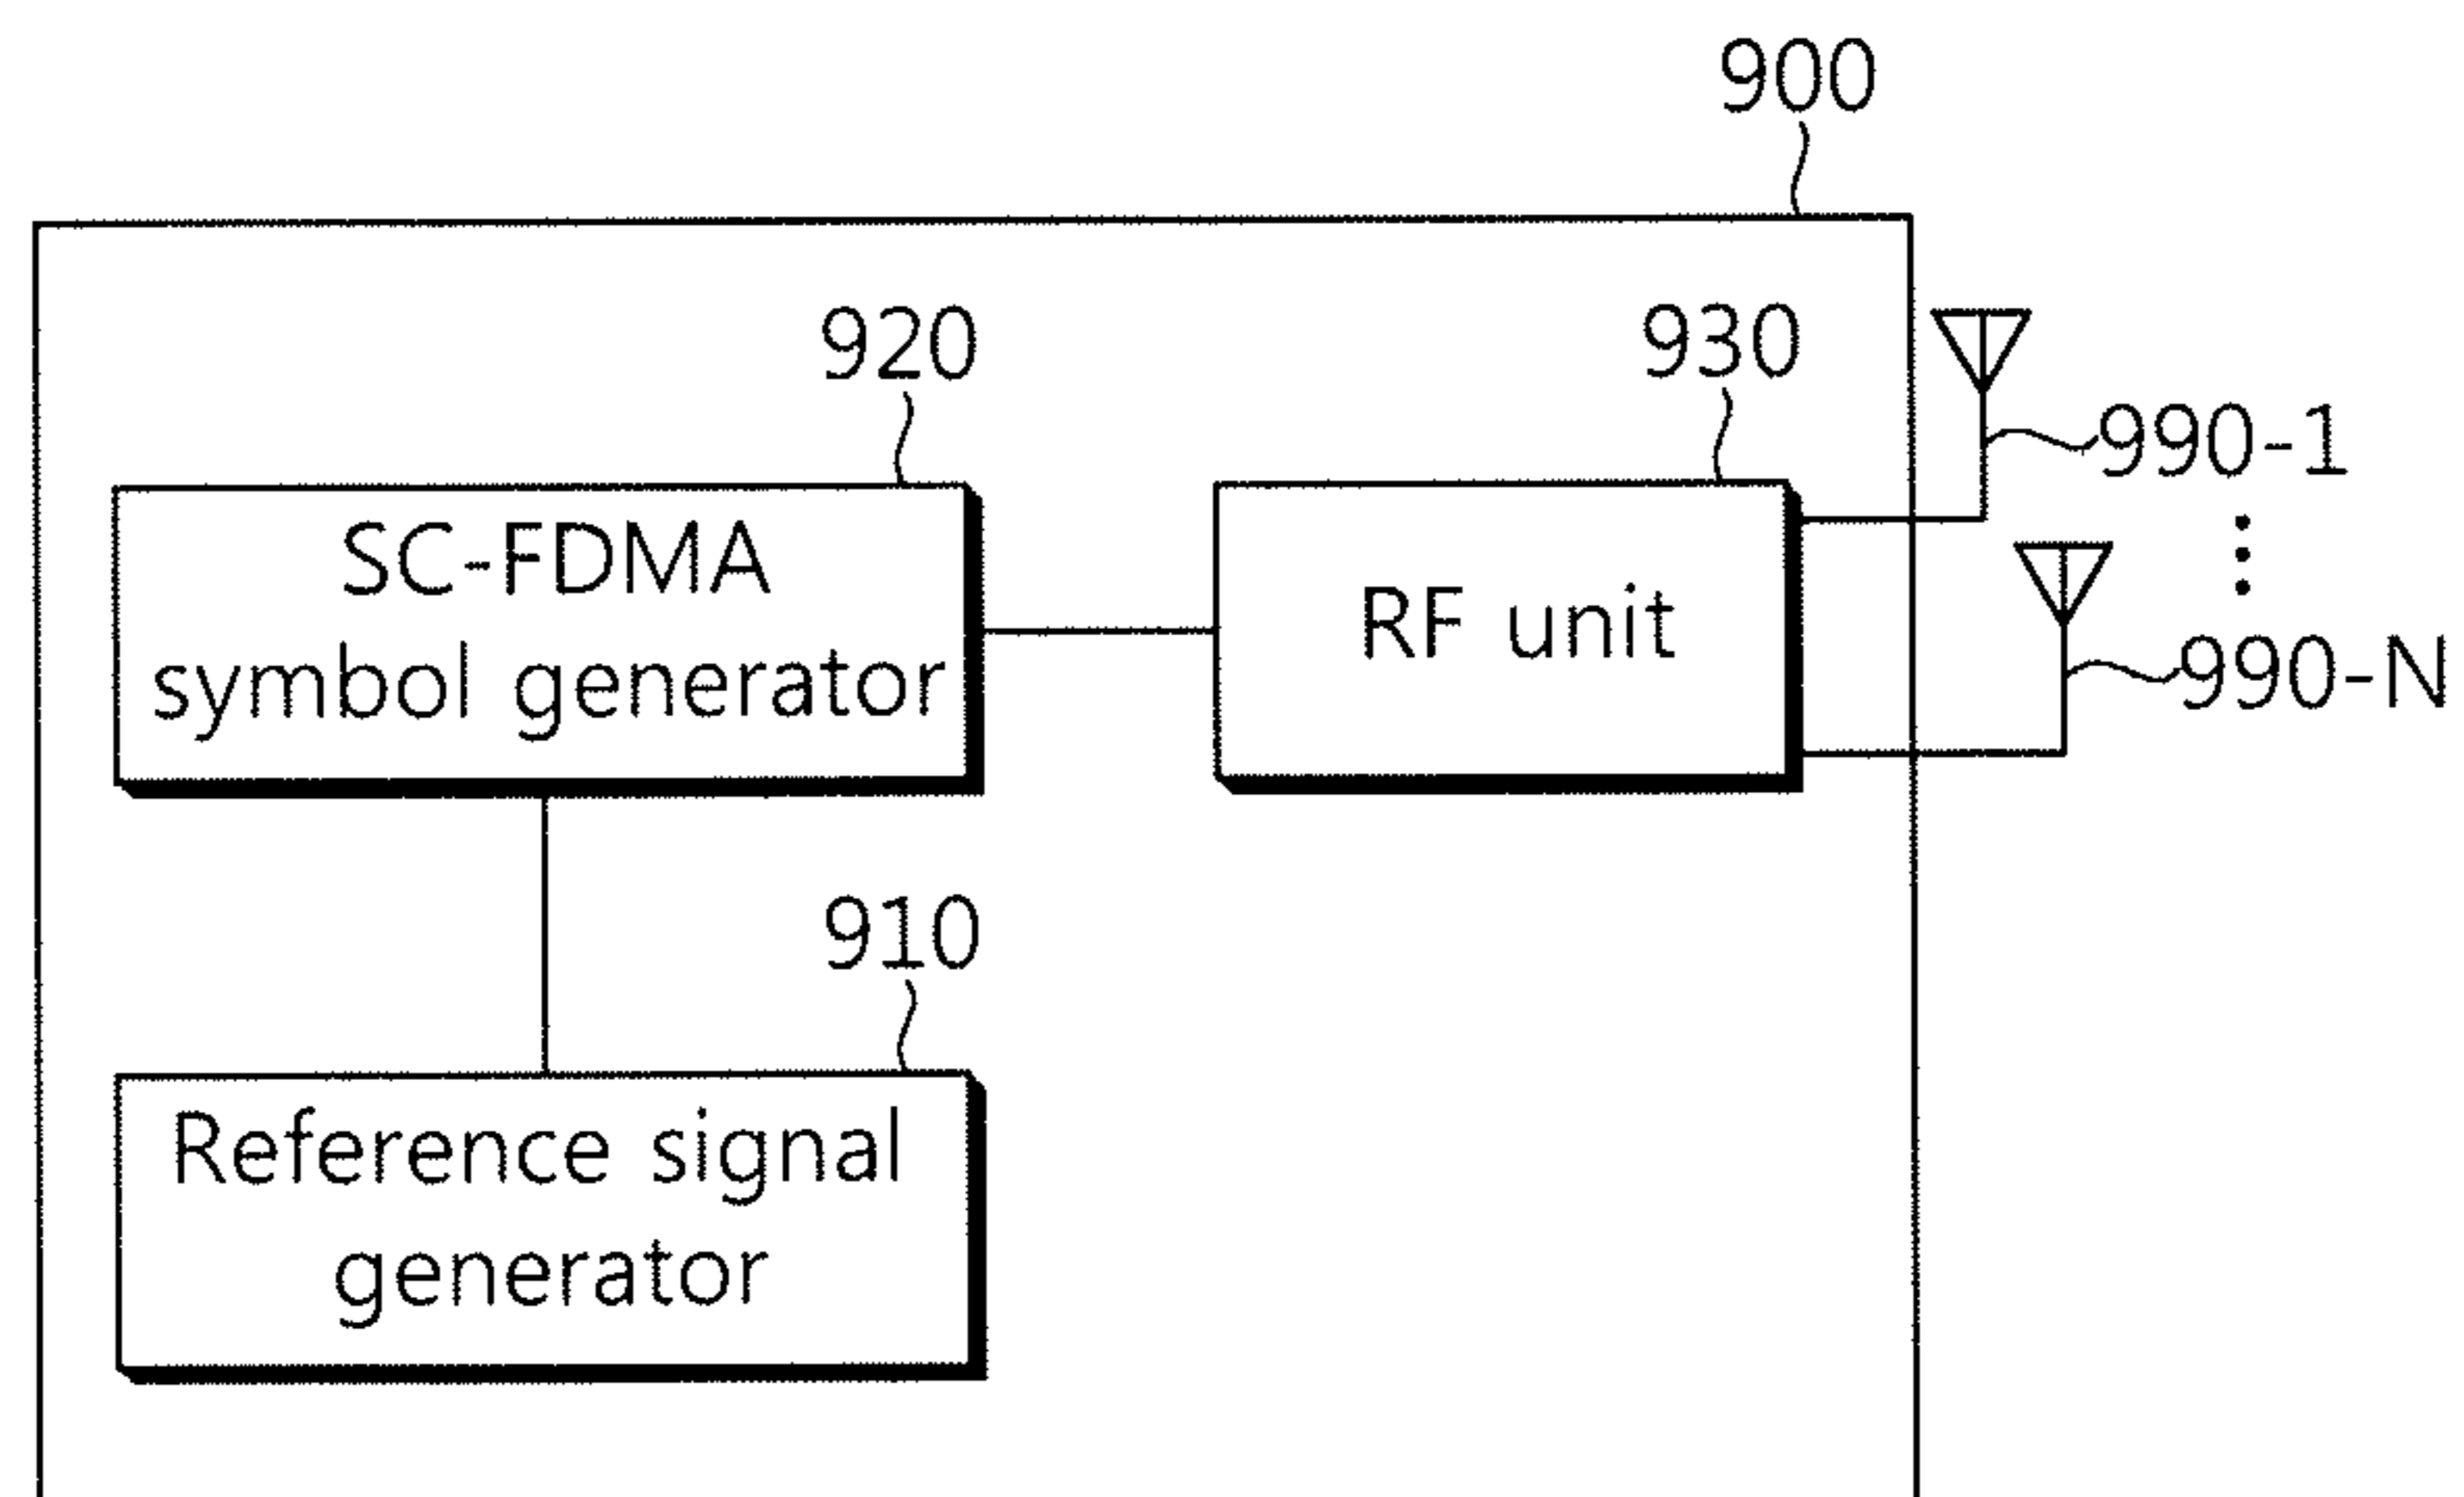 900
920
930
990-1
SC-FDMA
symbol generator
RF unit
990-N
910
Reference signal
generator